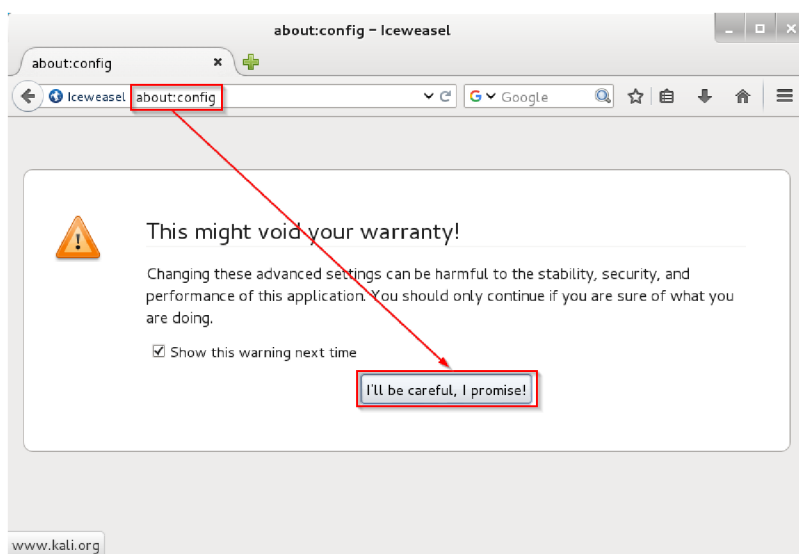 about:config - Iceweasel
about:config
Iceweasel about:config Google
This might void your warranty!
Changing these advanced settings can be harmful to the stability, security, and
performance of this application. You should only continue if you are sure of what you
are doing.
Show this warning next time
I'll be careful, I promise!
www.kali.org